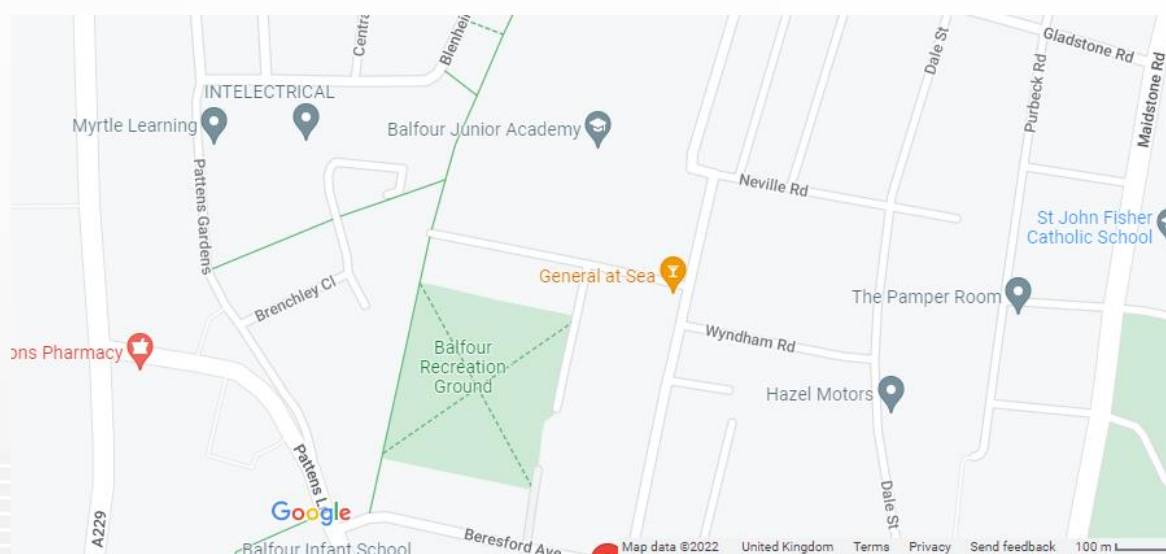 Centra
Blenhein
Gladstone Rd
Dale St
Purbeck Rd
Maidstone Rd
INTELECTRICAL
Myrtle Learning
Balfour Junior Academy
Pattens Gardens
Neville Rd
St John Fisher
Catholic School
General at Sea
The Pamper Room
Brenchley Cl
Wyndham Rd
ons Pharmacy
Balfour
Recreation
Ground
Hazel Motors
Pattens L
A229
Google
Dale St
Beresford Ave
Balfour Infant School
Map data ©2022 United Kingdom Terms Privacy Send feedback 100 m